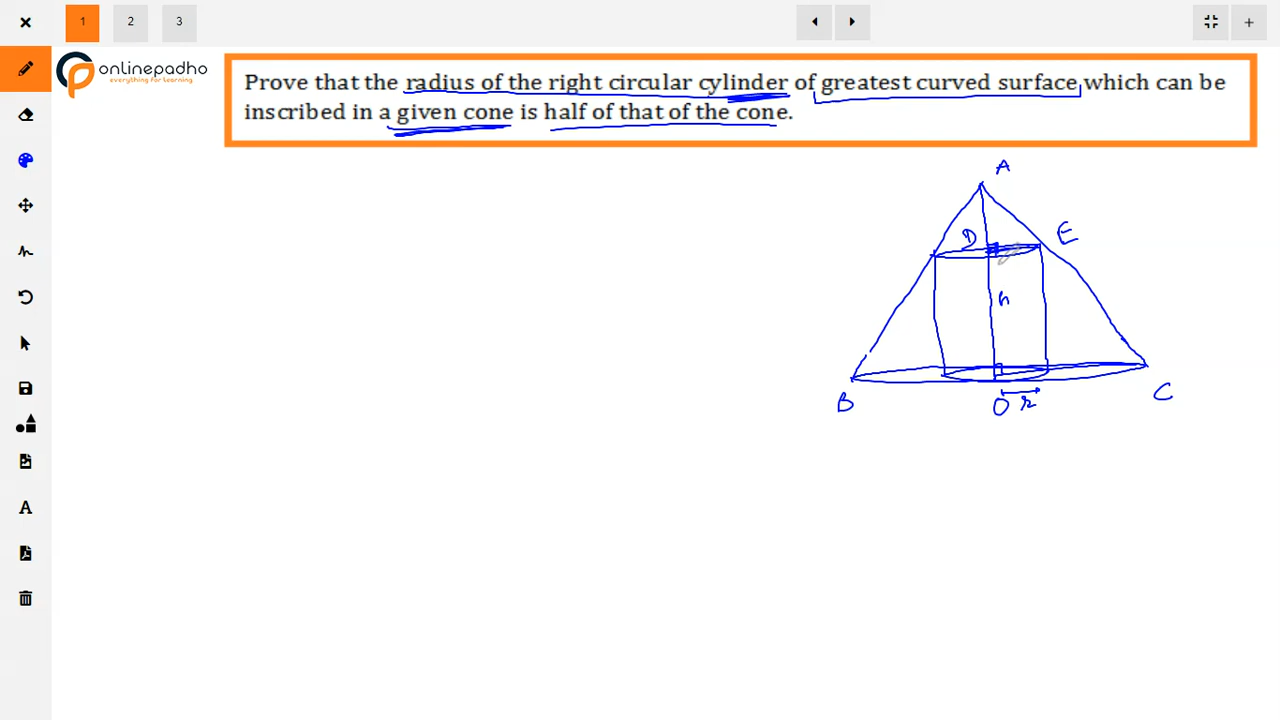 1 2 3
onlinepadho
everything for learning
Prove that the radius of the right circular cylinder of greatest curved surface which can be
inscribed in a given cone is half of that of the cone.
A
D E
h
B O r C
A